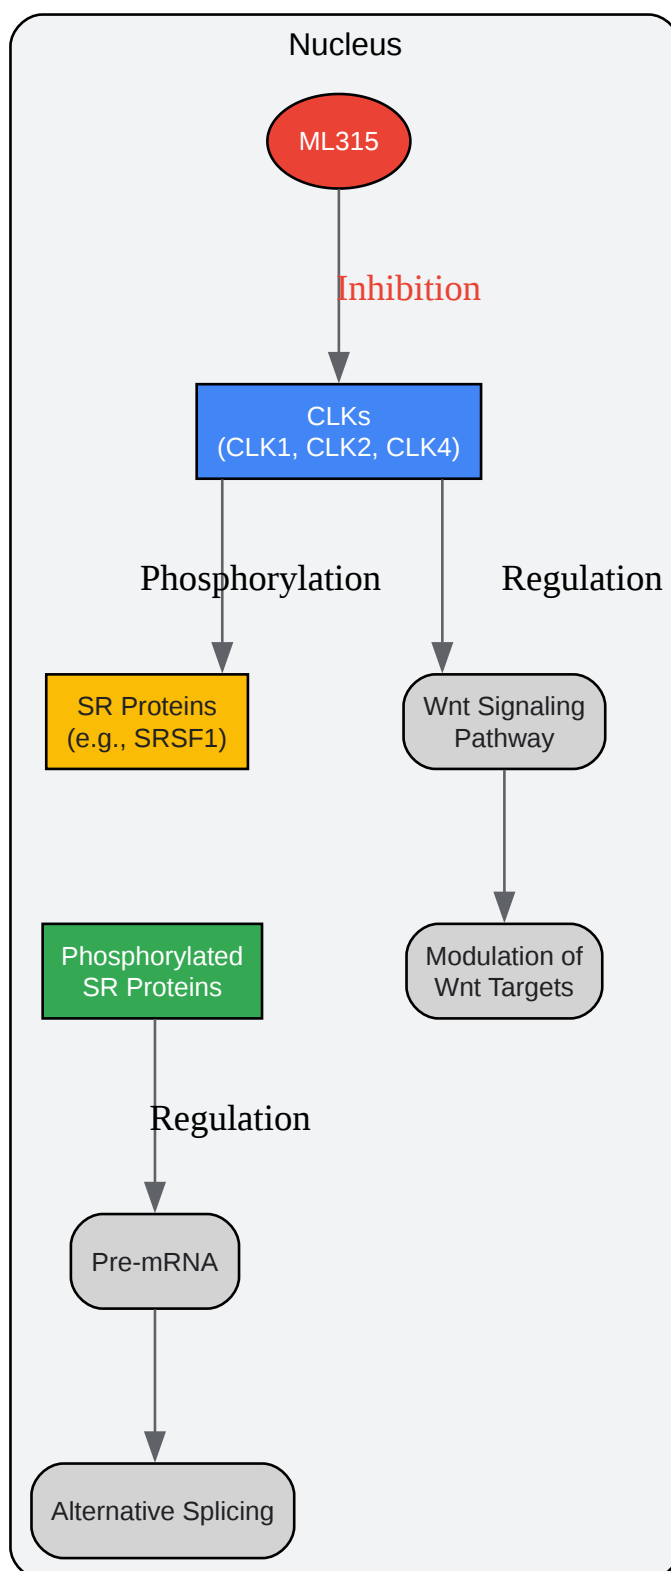 Nucleus
ML315
Inhibition
CLKs
(CLK1, CLK2, CLK4)
Phosphorylation
Regulation
SR Proteins
(e.g., SRSF1)
Wnt Signaling
Pathway
Phosphorylated
SR Proteins
Modulation of
Wnt Targets
Regulation
Pre-mRNA
Alternative Splicing